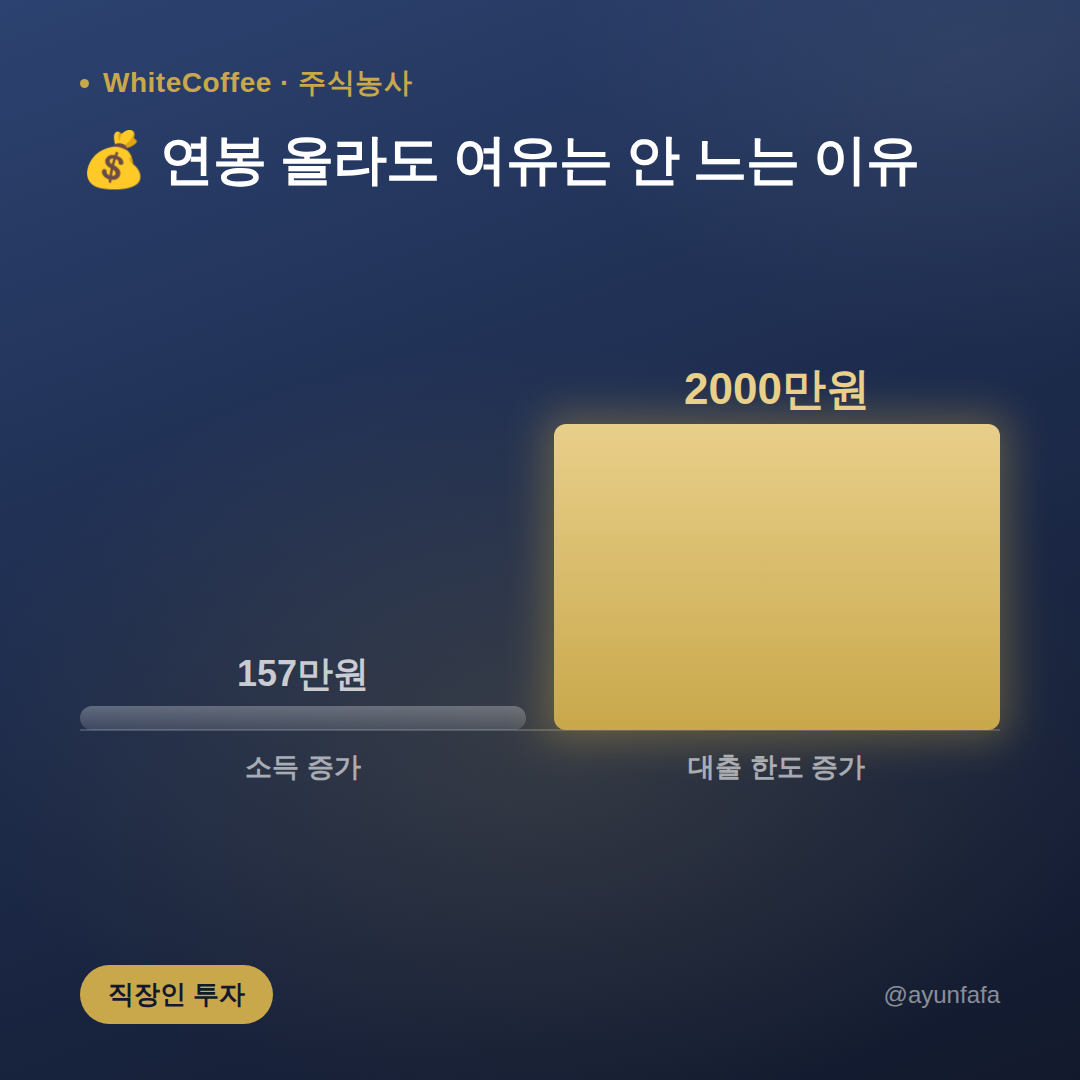 WhiteCoffee · 주식농사
💰 연봉 올라도 여유는 안 느는 이유
2000만원
157만원
소득 증가
대출 한도 증가
직장인 투자
@ayunfafa